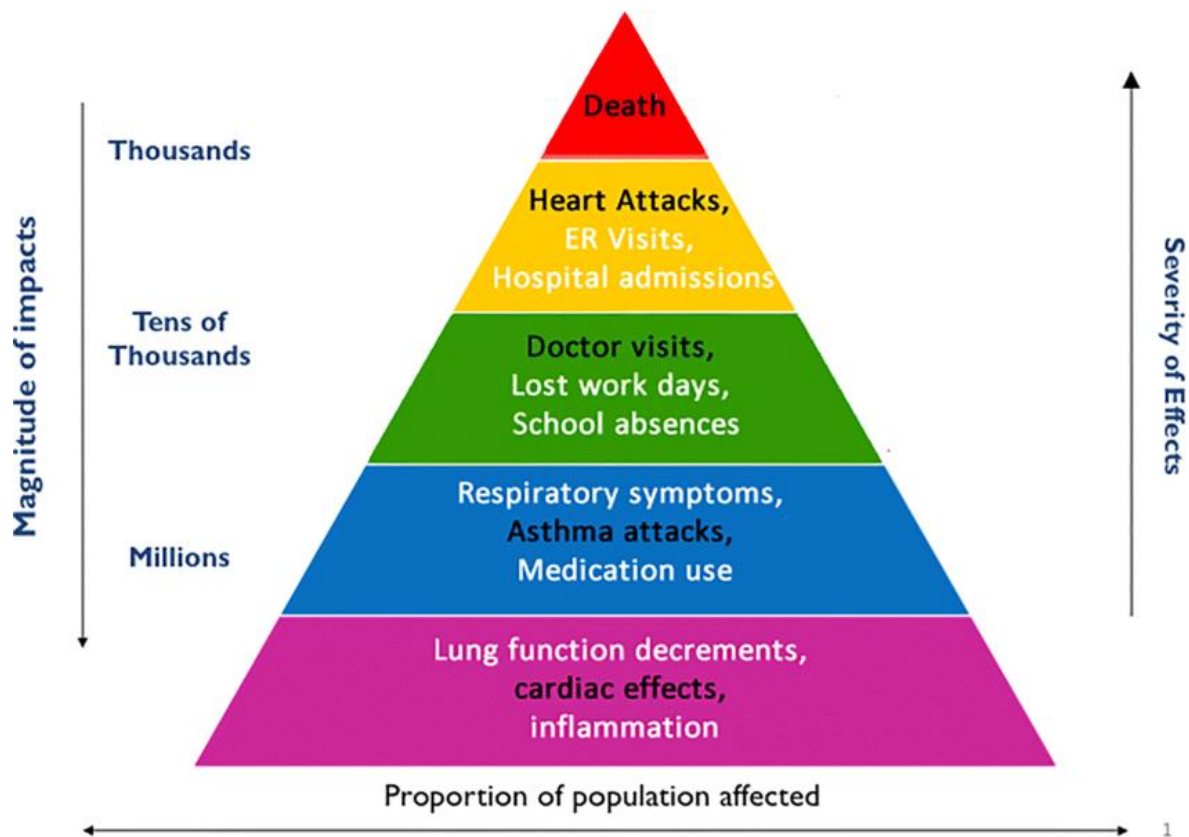 Death
Thousands
Heart Attacks,
ER Visits,
Hospital admissions
Magnitude of impacts
Severity of Effects
Tens of
Thousands
Doctor visits,
Lost work days,
School absences
Respiratory symptoms,
Asthma attacks,
Medication use
Millions
Lung function decrements,
cardiac effects,
inflammation
Proportion of population affected
1